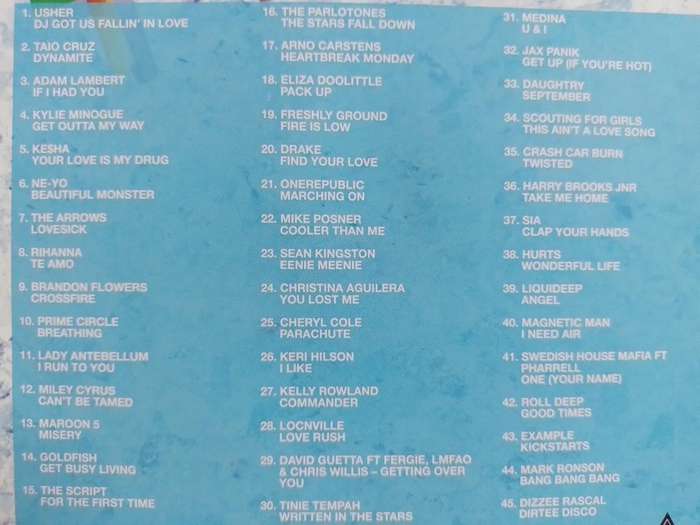 1. USHER
DJ GOT US FALLIN' IN LOVE
2. TAIO CRUZ
DYNAMITE
3. ADAM LAMBERT
IF I HAD YOU
4. KYLIE MINOGUE
GET OUTTA MY WAY
5. KESHA
YOUR LOVE IS MY DRUG
6. NE-YO
BEAUTIFUL MONSTER
7. THE ARROWS
LOVESICK
8. RIHANNA
TE AMO
9. BRANDON FLOWERS
CROSSFIRE
10. PRIME CIRCLE
BREATHING
11. LADY ANTEBELLUM
I RUN TO YOU
12. MILEY CYRUS
CAN'T BE TAMED
13. MAROON 5
MISERY
14. GOLDFISH
GET BUSY LIVING
15. THE SCRIPT
FOR THE FIRST TIME
16. THE PARLOTONES
THE STARS FALL DOWN
17. ARNO CARSTENS
HEARTBREAK MONDAY
18. ELIZA DOOLITTLE
PACK UP
19. FRESHLY GROUND
FIRE IS LOW
20. DRAKE
FIND YOUR LOVE
21. ONEREPUBLIC
MARCHING ON
22. MIKE POSNER
COOLER THAN ME
23. SEAN KINGSTON
EENIE MEENIE
24. CHRISTINA AGUILERA
YOU LOST ME
25. CHERYL COLE
PARACHUTE
26. KERI HILSON
I LIKE
27. KELLY ROWLAND
COMMANDER
28. LOCNVILLE
LOVE RUSH
29. DAVID GUETTA FT FERGIE, LMFAO
& CHRIS WILLIS – GETTING OVER
YOU
30. TINIE TEMPAH
WRITTEN IN THE STARS
31. MEDINA
U & I
32. JAX PANIK
GET UP (IF YOU'RE HOT)
33. DAUGHTRY
SEPTEMBER
34. SCOUTING FOR GIRLS
THIS AIN'T A LOVE SONG
35. CRASH CAR BURN
TWISTED
36. HARRY BROOKS JNR
TAKE ME HOME
37. SIA
CLAP YOUR HANDS
38. HURTS
WONDERFUL LIFE
39. LIQUIDEEP
ANGEL
40. MAGNETIC MAN
I NEED AIR
41. SWEDISH HOUSE MAFIA FT
PHARRELL
ONE (YOUR NAME)
42. ROLL DEEP
GOOD TIMES
43. EXAMPLE
KICKSTARTS
44. MARK RONSON
BANG BANG BANG
45. DIZZEE RASCAL
DIRTEE DISCO